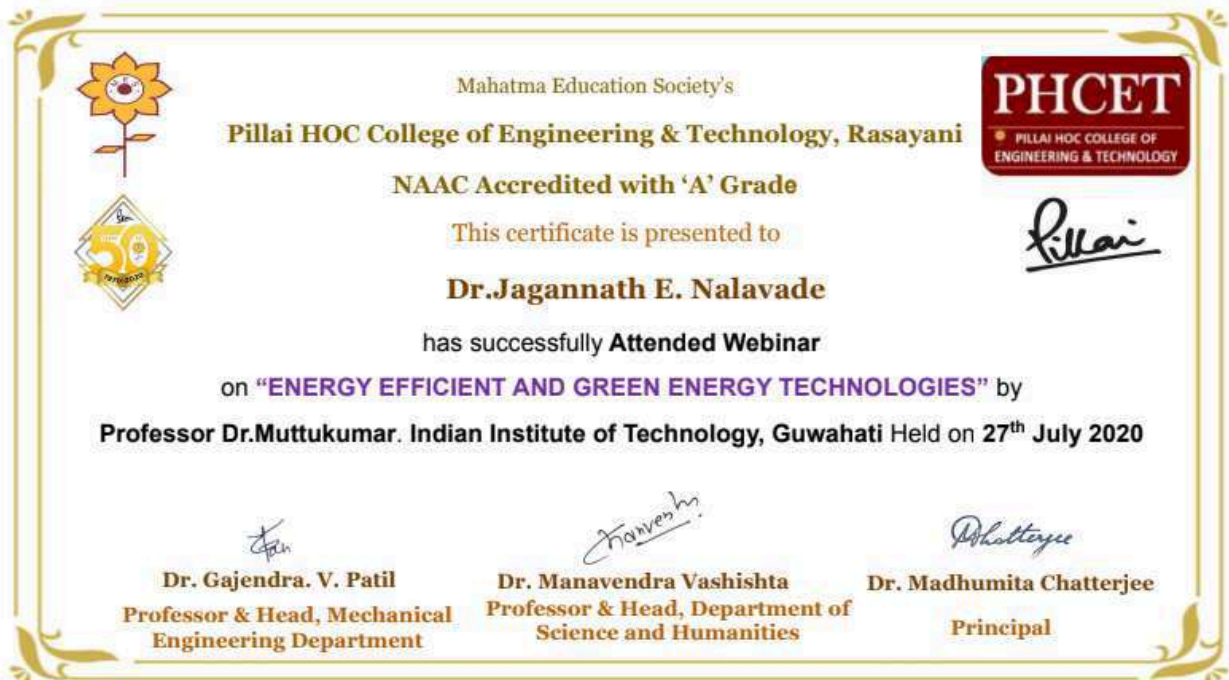 Mahatma Education Society's
Pillai HOC College of Engineering & Technology, Rasayani
NAAC Accredited with ‘A’ Grade
This certificate is presented to
Dr.Jagannath E. Nalavade
has successfully Attended Webinar
on “ENERGY EFFICIENT AND GREEN ENERGY TECHNOLOGIES” by
Professor Dr.Muttukumar. Indian Institute of Technology, Guwahati Held on 27th July 2020
PHCET
PILLAI HOC COLLEGE OF
ENGINEERING & TECHNOLOGY
Pillai
50
Dr. Gajendra. V. Patil
Professor & Head, Mechanical
Engineering Department
Dr. Manavendra Vashishta
Professor & Head, Department of
Science and Humanities
Dr. Madhumita Chatterjee
Principal